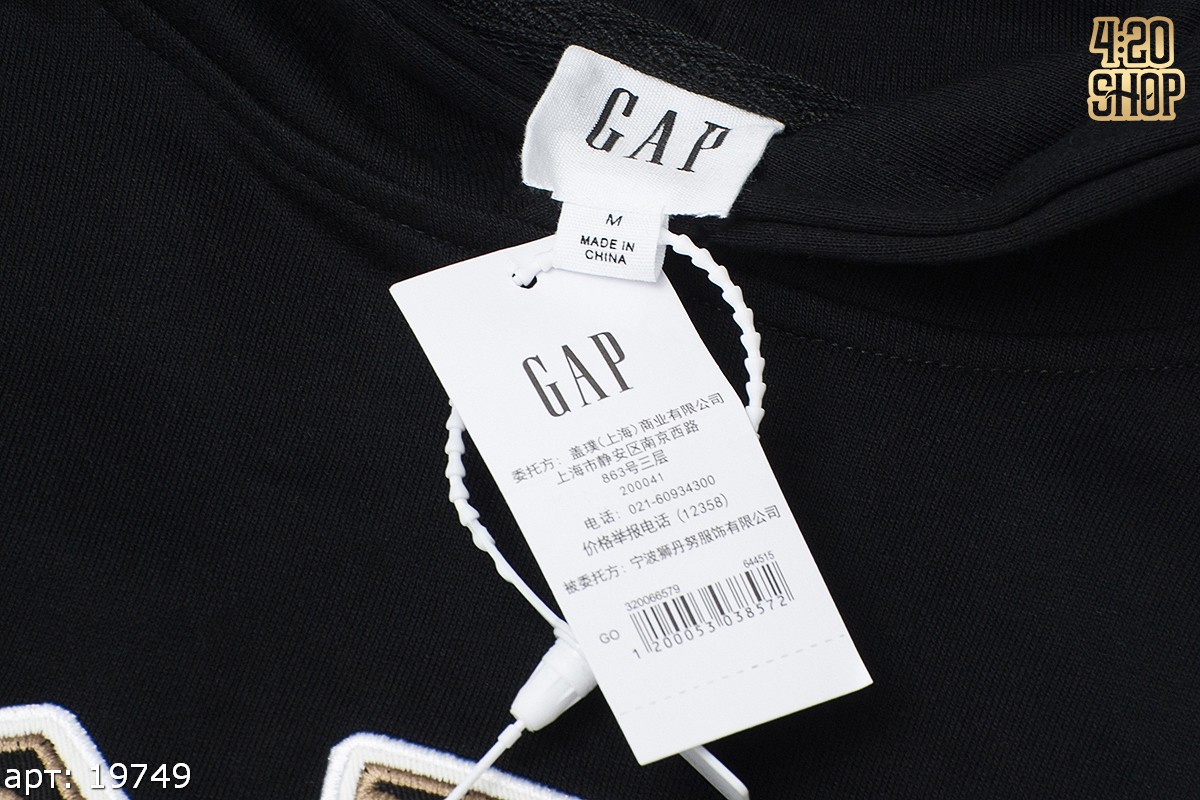 4:20
SHOP
GAP
M
MADE IN
CHINA
GAP
委托方：盖璞(上海)商业有限公司
上海市静安区南京西路
863号三层
200041
电话：021-60934300
价格举报电话（12358）
被委托方：宁波狮丹努服饰有限公司
320066579 644515
GO
1 200053 038572
арт: 19749